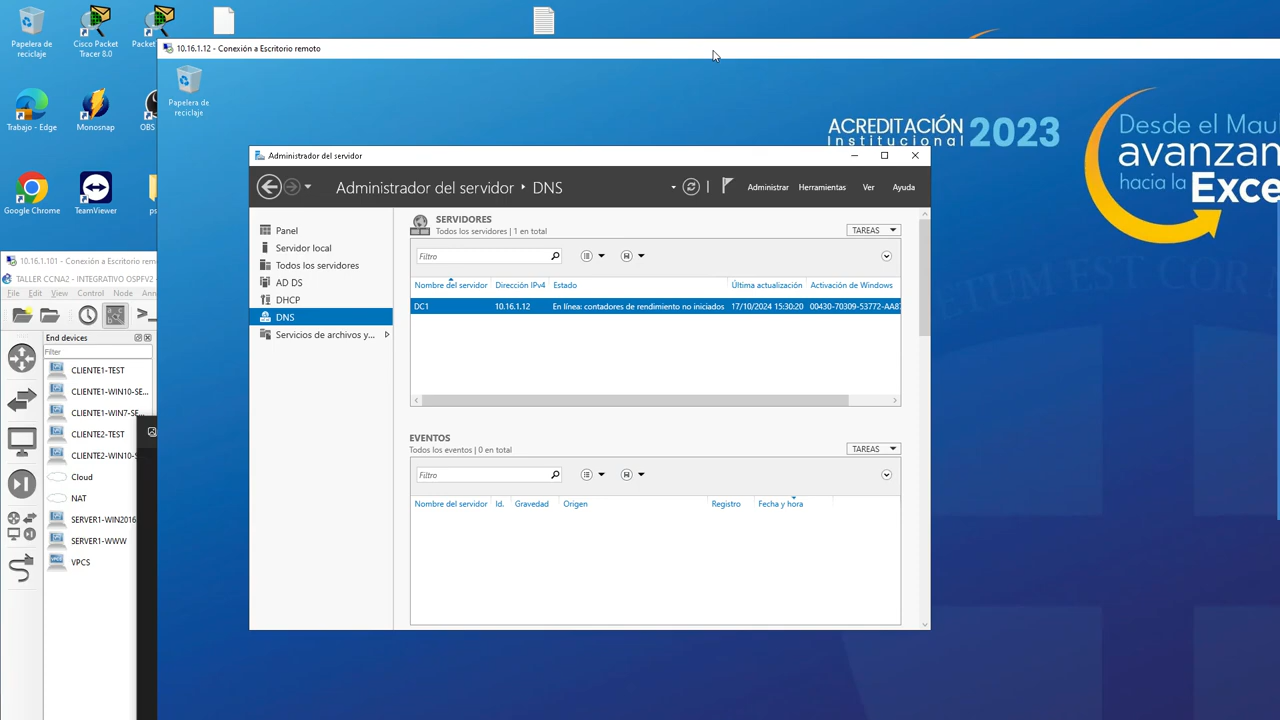 Papelera de
reciclaje
Cisco Packet
Tracer 8.0
Packet
Trabajo - Edge
Monosnap
OBS
Google Chrome
TeamViewer
10.16.1.12 - Conexión a Escritorio remoto
Papelera de
reciclaje
ACREDITACIÓN
Institucional 2023
Desde el Mau
avanzan
hacia la Exce
Administrador del servidor
Administrador del servidor ‣ DNS
Administrar
Herramientas
Ver
Ayuda
Panel
Servidor local
Todos los servidores
AD DS
DHCP
DNS
Servicios de archivos y...
SERVIDORES
Todos los servidores | 1 en total
TAREAS
Filtro
Nombre del servidor Dirección IPv4 Estado Última actualización Activación de Windows
DC1 10.16.1.12 En línea: contadores de rendimiento no iniciados 17/10/2024 15:30:20 00430-70309-53772-AA8
EVENTOS
Todos los eventos | 0 en total
TAREAS
Filtro
Nombre del servidor Id. Gravedad Origen Registro Fecha y hora
10.16.1.101 - Conexión a Escritorio rem
TALLER CCNA2 - INTEGRATIVO OSPFV2
File Edit View Control Node Ann
End devices
Filter
CLIENTE1-TEST
CLIENTE1-WIN10-SE...
CLIENTE1-WIN7-SE...
CLIENTE2-TEST
CLIENTE2-WIN10-
Cloud
NAT
SERVER1-WIN2016
SERVER1-WWW
VPCS